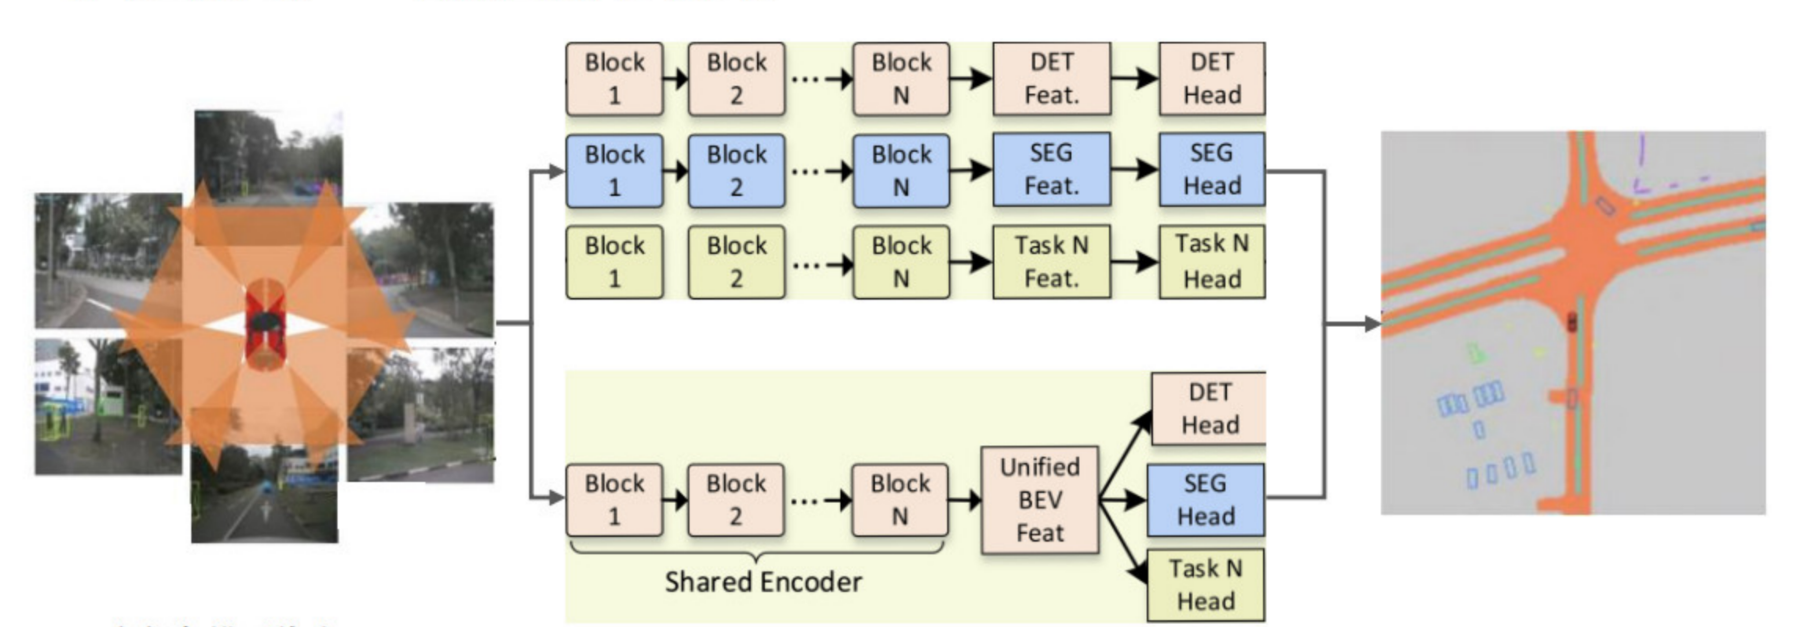 Block
1
Block
2
...
Block
N
DET
Feat.
DET
Head
Block
1
Block
2
...
Block
N
SEG
Feat.
SEG
Head
Block
1
Block
2
...
Block
N
Task N
Feat.
Task N
Head
Block
1
Block
2
...
Block
N
Unified
BEV
Feat
DET
Head
SEG
Head
Task N
Head
Shared Encoder